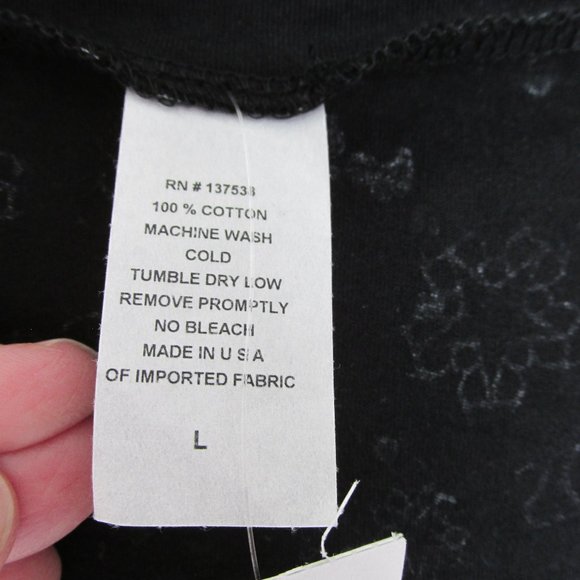 RN # 137538
100 % COTTON
MACHINE WASH
COLD
TUMBLE DRY LOW
REMOVE PROMPTLY
NO BLEACH
MADE IN U S A
OF IMPORTED FABRIC
L